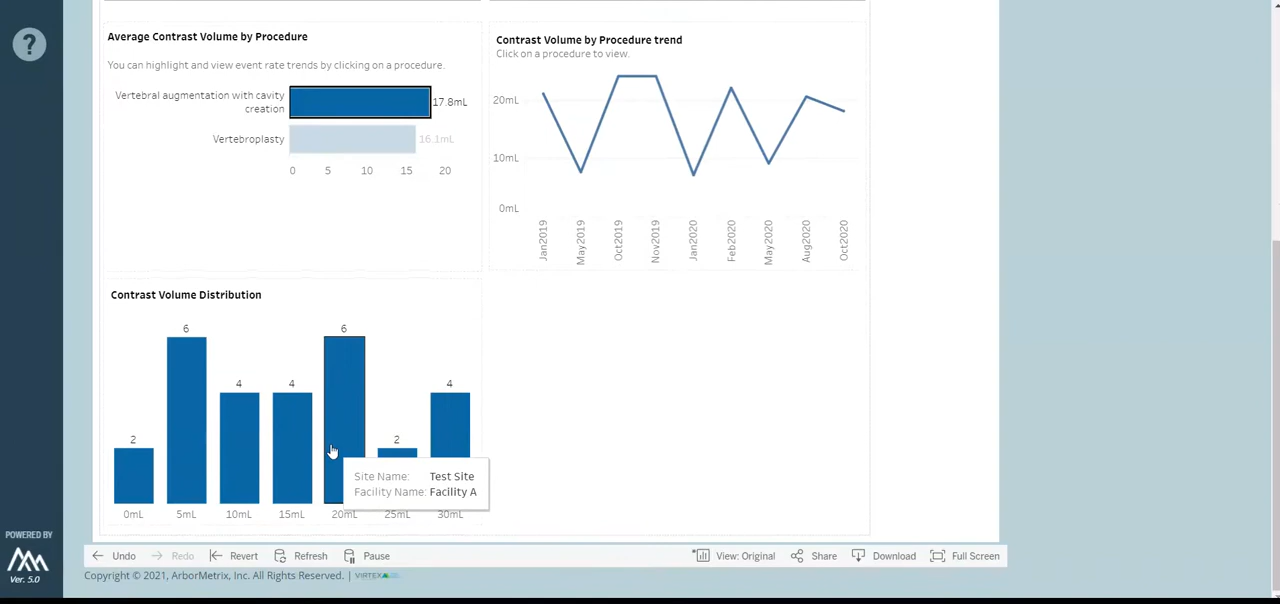 ?
Average Contrast Volume by Procedure
You can highlight and view event rate trends by clicking on a procedure.
Vertebral augmentation with cavity
creation
17.8mL
Vertebroplasty
16.1mL
0 5 10 15 20
Contrast Volume by Procedure trend
Click on a procedure to view.
20mL
10mL
0mL
Jan2019
May2019
Oct2019
Nov2019
Jan2020
Feb2020
May2020
Aug2020
Oct2020
Contrast Volume Distribution
2
6
4
4
6
2
4
Site Name: Test Site
Facility Name: Facility A
0mL 5mL 10mL 15mL 20mL 25mL 30mL
POWERED BY
Ver. 5.0
Undo Redo Revert Refresh Pause View: Original Share Download Full Screen
Copyright © 2021, ArborMetrix, Inc. All Rights Reserved. | VIRTEX